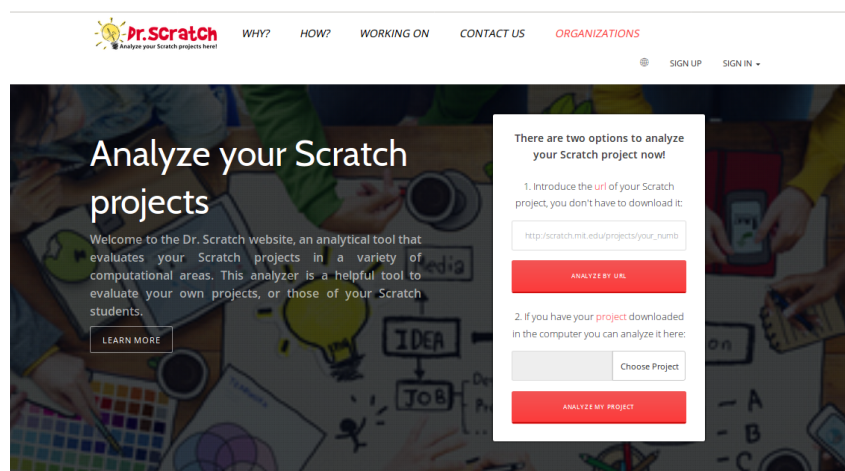 Dr.Scratch
Analyze your Scratch projects here!
WHY?
HOW?
WORKING ON
CONTACT US
ORGANIZATIONS
SIGN UP
SIGN IN
Analyze your Scratch
projects
Welcome to the Dr. Scratch website, an analytical tool that
evaluates your Scratch projects in a variety of
computational areas. This analyzer is a helpful tool to
evaluate your own projects, or those of your Scratch
students.
LEARN MORE
There are two options to analyze
your Scratch project now!
1. Introduce the url of your Scratch
project, you don't have to download it:
http:/scratch.mit.edu/projects/your_numb
ANALYZE BY URL
2. If you have your project downloaded
in the computer you can analyze it here:
Choose Project
ANALYZE MY PROJECT
edia
IDEA
JOB
on
A
B
C